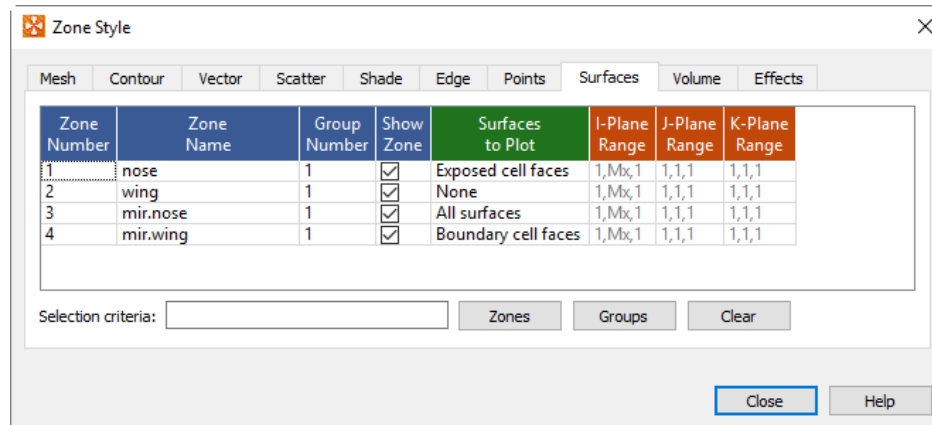 Zone Style
Mesh Contour Vector Scatter Shade Edge Points Surfaces Volume Effects
Zone Number Zone Name Group Number Show Zone Surfaces to Plot I-Plane Range J-Plane Range K-Plane Range
1 nose 1 Exposed cell faces 1,Mx,1 1,1,1 1,1,1
2 wing 1 None 1,Mx,1 1,1,1 1,1,1
3 mir.nose 1 All surfaces 1,Mx,1 1,1,1 1,1,1
4 mir.wing 1 Boundary cell faces 1,Mx,1 1,1,1 1,1,1
Selection criteria: Zones Groups Clear
Close Help